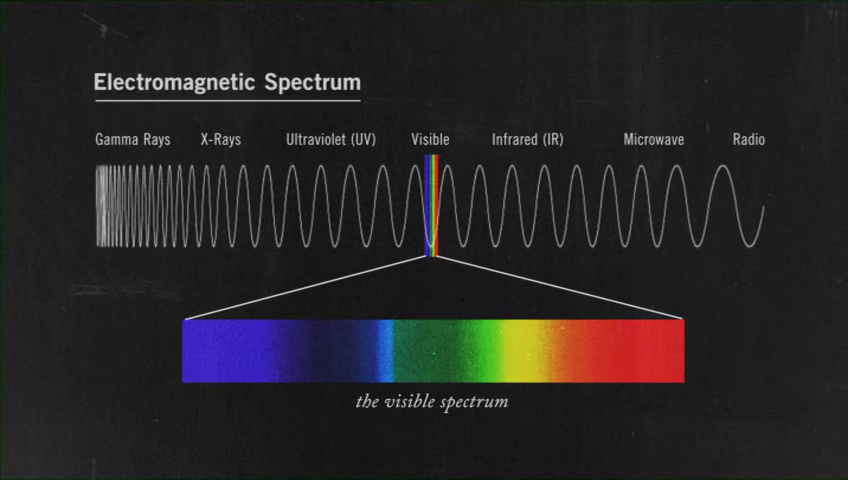 Electromagnetic Spectrum
Gamma Rays X-Rays Ultraviolet (UV) Visible Infrared (IR) Microwave Radio
the visible spectrum